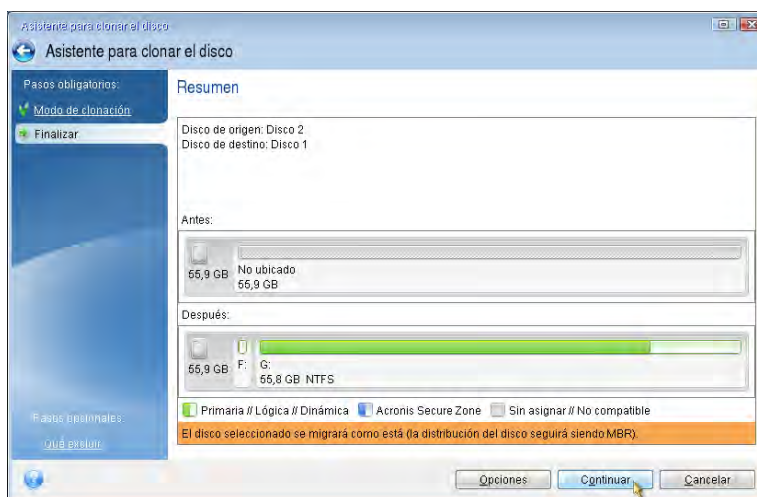 Asistente para clonar el disco
Asistente para clonar el disco
Pasos obligatorios:
Modo de clonación
Finalizar
Resumen
Disco de origen: Disco 2
Disco de destino: Disco 1
Antes:
55,9 GB
No ubicado
55,9 GB
Después:
55,9 GB
F:
G:
55,8 GB NTFS
Primaria // Lógica // Dinámica
Acronis Secure Zone
Sin asignar // No compatible
El disco seleccionado se migrará como está (la distribución del disco seguirá siendo MBR).
Pasos opcionales:
Qué excluir
Opciones
Continuar
Cancelar